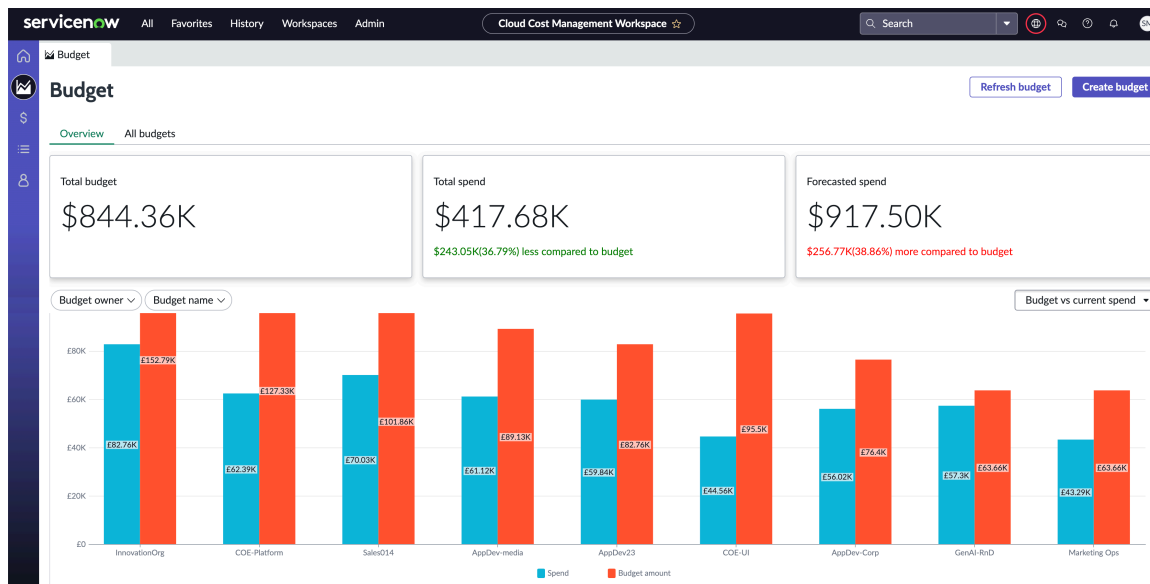 servicenow All Favorites History Workspaces Admin Cloud Cost Management Workspace Search SN
Budget
Budget Refresh budget Create budget
Overview All budgets
Total budget Total spend Forecasted spend
$844.36K $417.68K $917.50K
$243.05K(36.79%) less compared to budget $256.77K(38.86%) more compared to budget
Budget owner Budget name Budget vs current spend
£80K
£60K
£40K
£20K
£0
£82.76K £152.79K
£62.39K £127.33K
£70.03K £101.86K
£61.12K £89.13K
£59.84K £82.76K
£44.56K £95.5K
£56.02K £76.4K
£57.3K £63.66K
£43.29K £63.66K
InnovationOrg COE-Platform Sales014 AppDev-media AppDev23 COE-UI AppDev-Corp GenAI-RnD Marketing Ops
Spend Budget amount